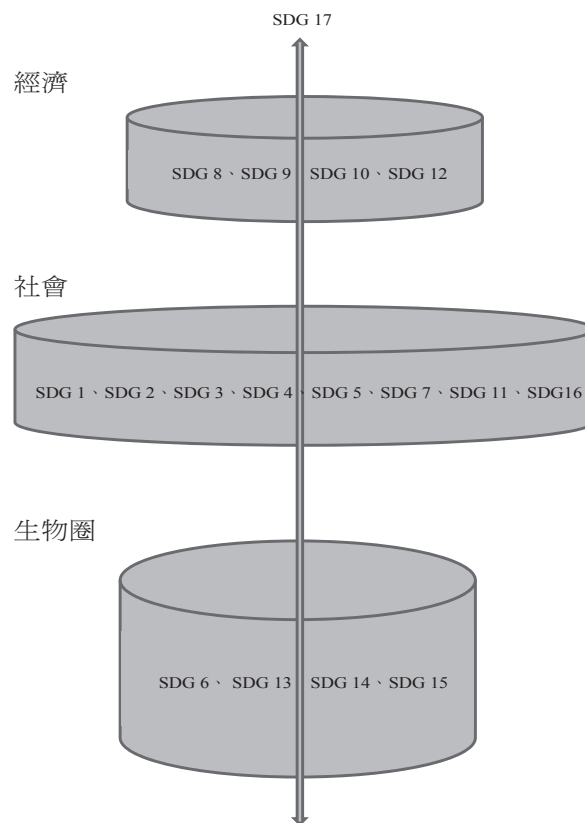 SDG 17
經濟
SDG 8、SDG 9、SDG 10、SDG 12
社會
SDG 1、SDG 2、SDG 3、SDG 4、SDG 5、SDG 7、SDG 11、SDG16
生物圈
SDG 6、 SDG 13、SDG 14、SDG 15